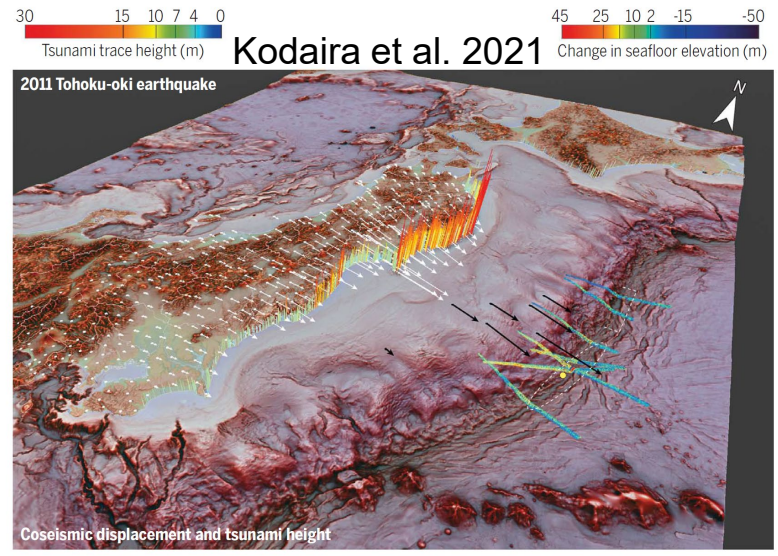 30 15 10 7 4 0
Tsunami trace height (m)
Kodaira et al. 2021
45 25 10 2 -15 -50
Change in seafloor elevation (m)
2011 Tohoku-oki earthquake
N
Coseismic displacement and tsunami height